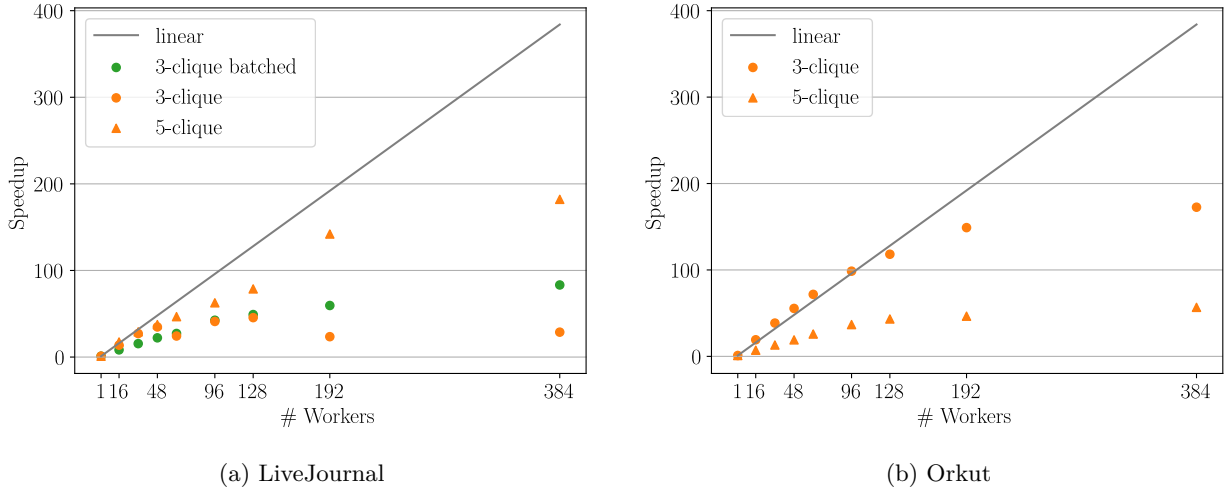 400
300
200
100
0
Speedup
linear
3-clique batched
3-clique
5-clique
1 16 48 96 128 192 384
# Workers
(a) LiveJournal
400
300
200
100
0
Speedup
linear
3-clique
5-clique
1 16 48 96 128 192 384
# Workers
(b) Orkut